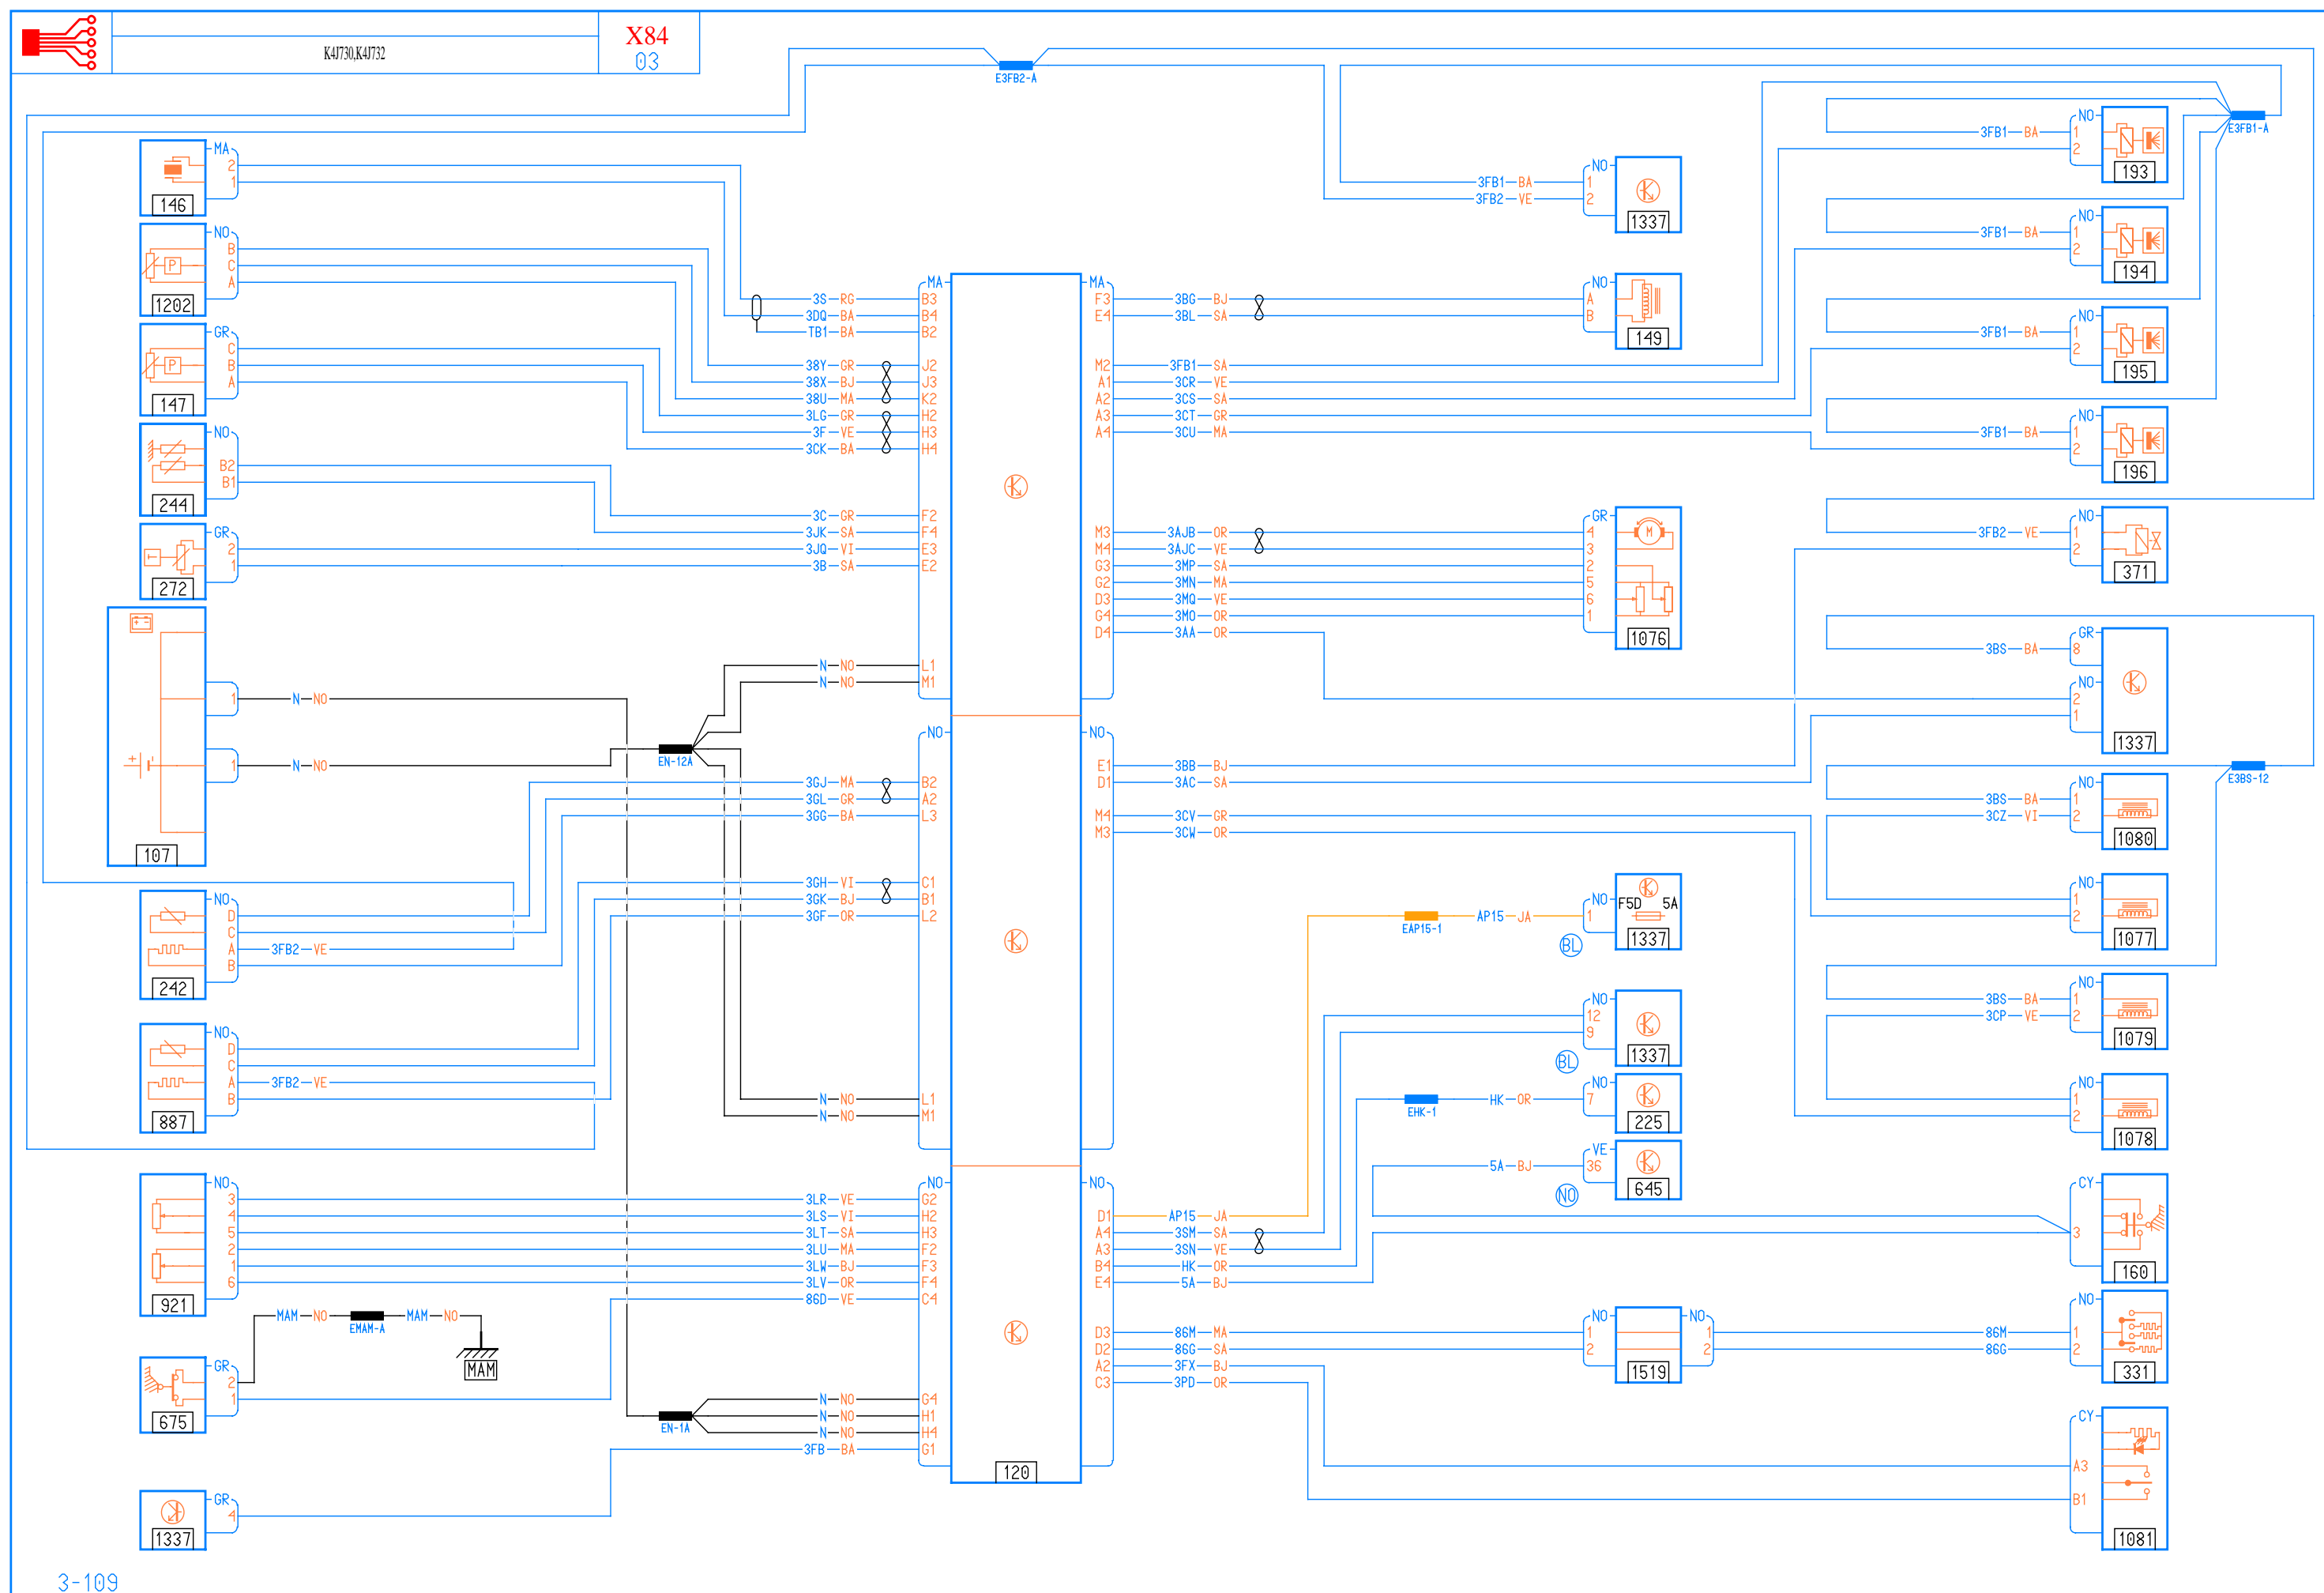 K4J730,K4J732
X84
03
E3FB2-A
E3FB1-A
MA
2
1
146
NO
B
C
A
P
1202
GR
C
B
A
P
147
NO
B2
B1
244
GR
2
1
T
272
107
1 N NO
1 N NO
NO
D
C
A 3FB2 VE
B
242
NO
D
C
A 3FB2 VE
B
887
NO
3
4
5
2
1
6
921
MAM NO EMAM-A MAM NO
MAM
GR
2
1
675
GR
4
1337
EN-12A
EN-1A
MA
3S RG B3
3DQ BA B4
TB1 BA B2
38Y GR J2
38X BJ J3
38U MA K2
3LG GR H2
3F VE H3
3CK BA H4
3C GR F2
3JK SA F4
3JQ VI E3
3B SA E2
N NO L1
N NO M1
NO
3GJ MA B2
3GL GR A2
3GG BA L3
3GH VI C1
3GK BJ B1
3GF OR L2
N NO L1
N NO M1
NO
3LR VE G2
3LS VI H2
3LT SA H3
3LU MA F2
3LW BJ F3
3LV OR F4
86D VE C4
N NO G4
N NO H1
N NO H4
3FB BA G1
120
MA
F3 3BG BJ
E4 3BL SA
M2 3FB1 SA
A1 3CR VE
A2 3CS SA
A3 3CT GR
A4 3CU MA
M3 3AJB OR
M4 3AJC VE
G3 3MP SA
G2 3MN MA
D3 3MQ VE
G4 3MO OR
D4 3AA OR
NO
E1 3BB BJ
D1 3AC SA
M4 3CV GR
M3 3CW OR
NO
D1 AP15 JA
A4 3SM SA
A3 3SN VE
B4 HK OR
E4 5A BJ
D3 86M MA
D2 86G SA
A2 3FX BJ
C3 3PD OR
NO
3FB1 BA 1
3FB2 VE 2
1337
NO
A
B
149
GR
4
3
2
5
6
1
M
1076
EAP15-1 AP15 JA
NO
1
F5D 5A
1337
BL
NO
12
9
1337
BL
EHK-1 HK OR
NO
7
225
5A BJ
VE
36
645
NO
NO
1
2
1519
NO
1
2
NO
3FB1 BA 1
2
193
NO
3FB1 BA 1
2
194
NO
3FB1 BA 1
2
195
NO
3FB1 BA 1
2
196
NO
3FB2 VE 1
2
371
GR
3BS BA 8
NO
2
1
1337
E3BS-12
NO
3BS BA 1
3CZ VI 2
1080
NO
1
2
1077
NO
3BS BA 1
3CP VE 2
1079
NO
1
2
1078
CY
3
160
NO
86M 1
86G 2
331
CY
A3
B1
1081
3-109